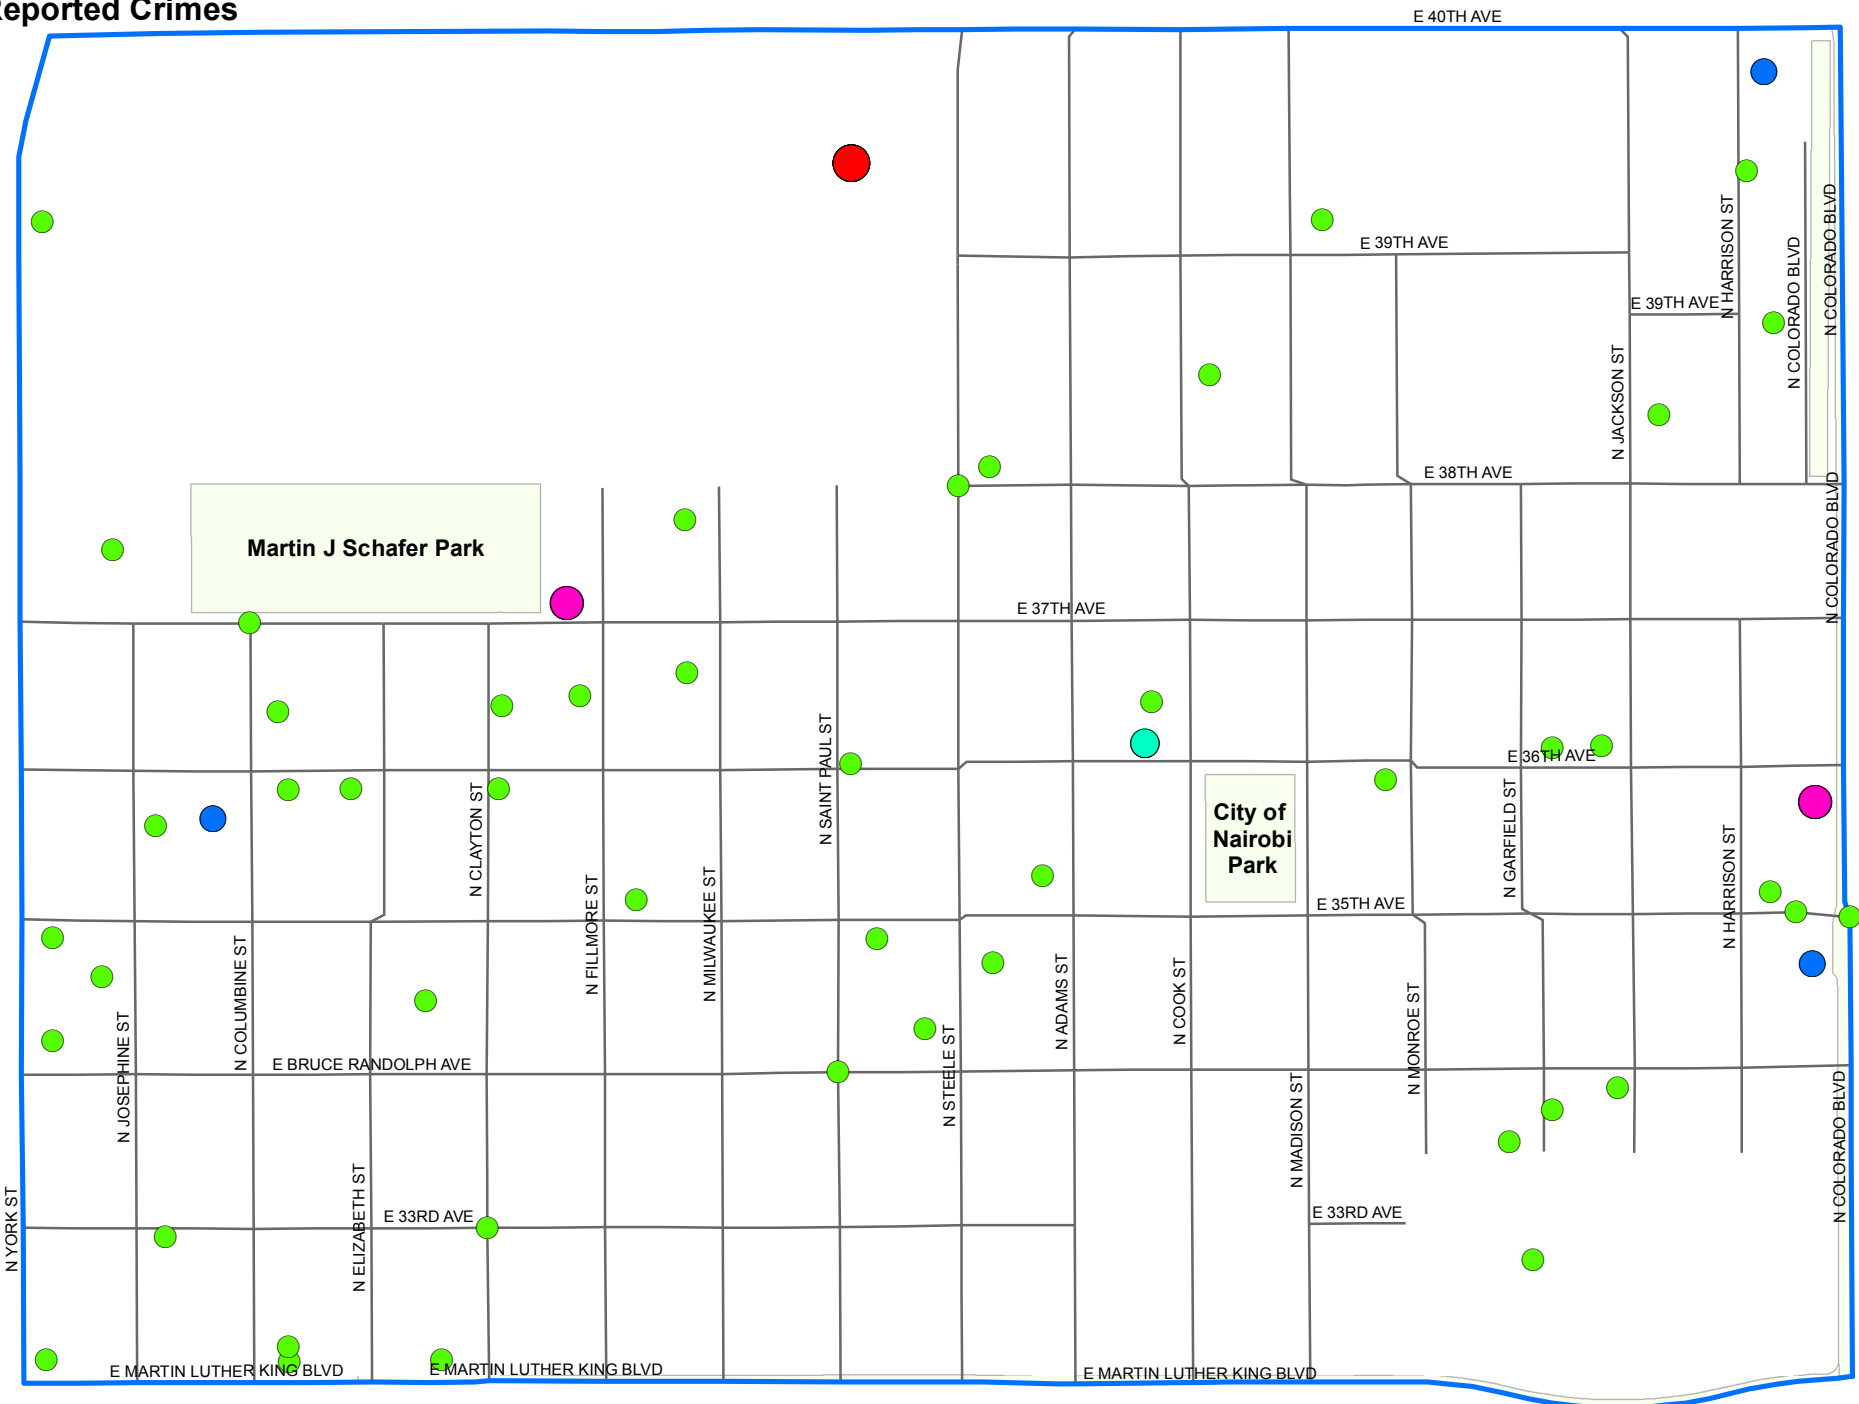 Reported Crimes
E 40TH AVE
N HARRISON ST
N COLORADO BLVD
N COLORADO BLVD
E 39TH AVE
E 39TH AVE
N JACKSON ST
E 38TH AVE
N COLORADO BLVD
Martin J Schafer Park
E 37TH AVE
N SAINT PAUL ST
E 36TH AVE
N CLAYTON ST
City of
Nairobi
Park
N GARFIELD ST
N HARRISON ST
N FILLMORE ST
N MILWAUKEE ST
E 35TH AVE
N COLUMBINE ST
N ADAMS ST
N COOK ST
N MONROE ST
N JOSEPHINE ST
E BRUCE RANDOLPH AVE
N STEELE ST
N MADISON ST
N COLORADO BLVD
N YORK ST
N ELIZABETH ST
E 33RD AVE
E 33RD AVE
E MARTIN LUTHER KING BLVD
E MARTIN LUTHER KING BLVD
E MARTIN LUTHER KING BLVD